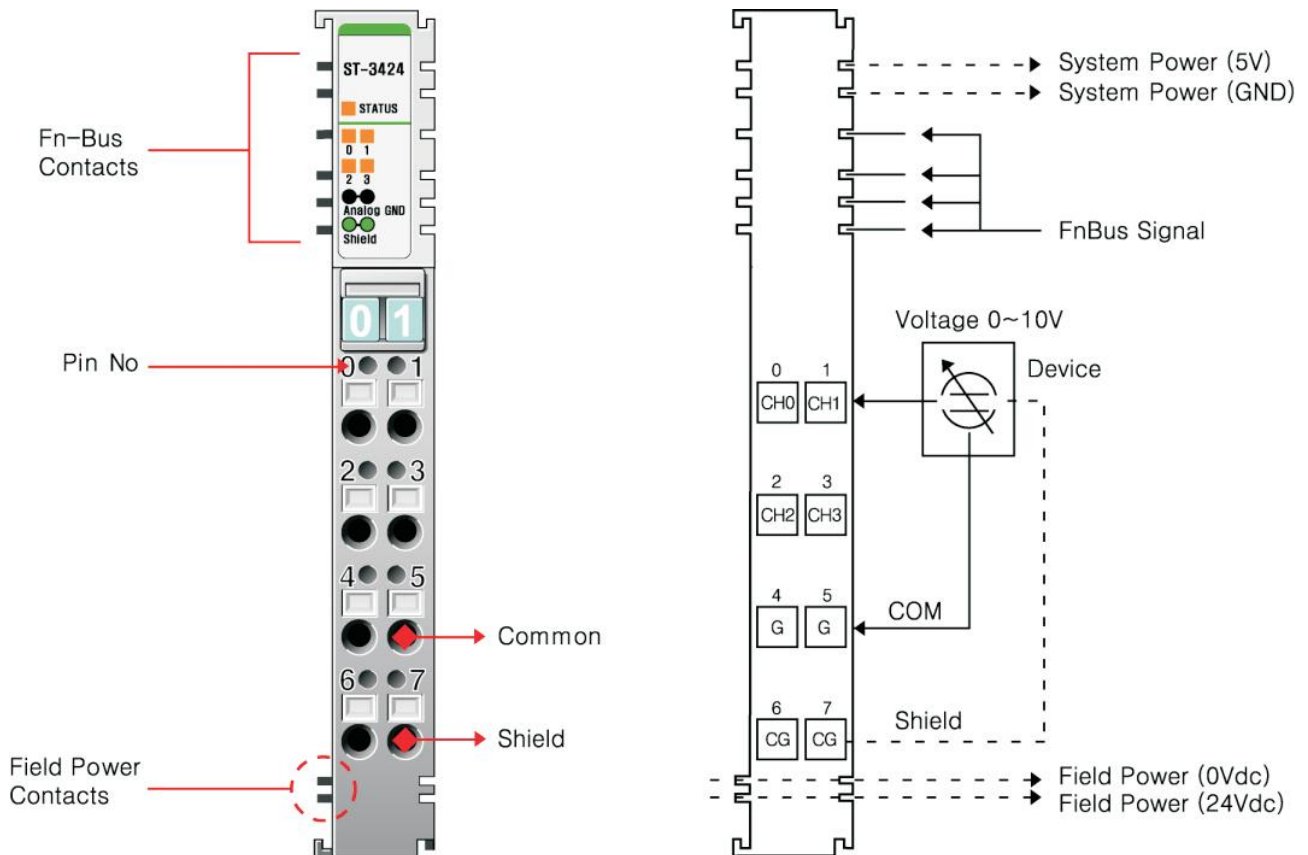 ST-3424
STATUS
0 1
2 3
Analog GND
Shield
Fn-Bus
Contacts
01
Pin No
0 1
2 3
4 5
Common
6 7
Shield
Field Power
Contacts
System Power (5V)
System Power (GND)
FnBus Signal
Voltage 0~10V
Device
0 1
CH0 CH1
2 3
CH2 CH3
4 5
G G
COM
6 7
CG CG
Shield
Field Power (0Vdc)
Field Power (24Vdc)